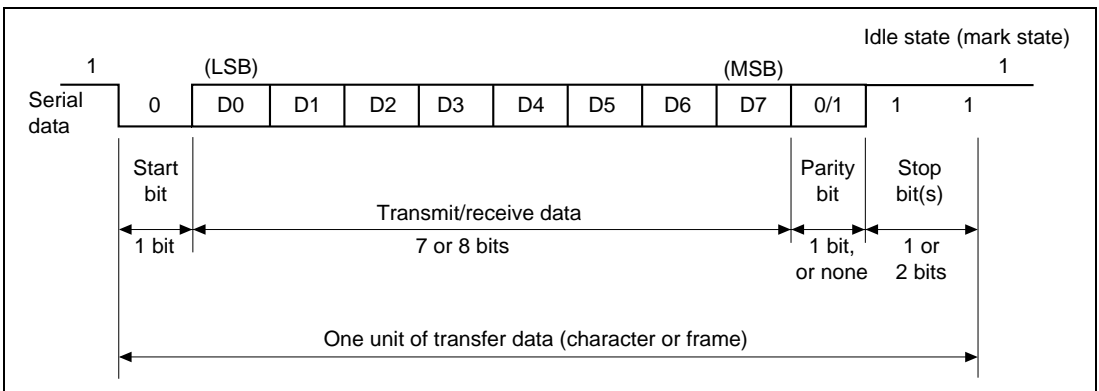 Idle state (mark state)
1 (LSB) (MSB) 1
Serial data 0 D0 D1 D2 D3 D4 D5 D6 D7 0/1 1 1
Start bit
Parity bit
Stop bit(s)
Transmit/receive data
1 bit
7 or 8 bits
1 bit, or none
1 or 2 bits
One unit of transfer data (character or frame)